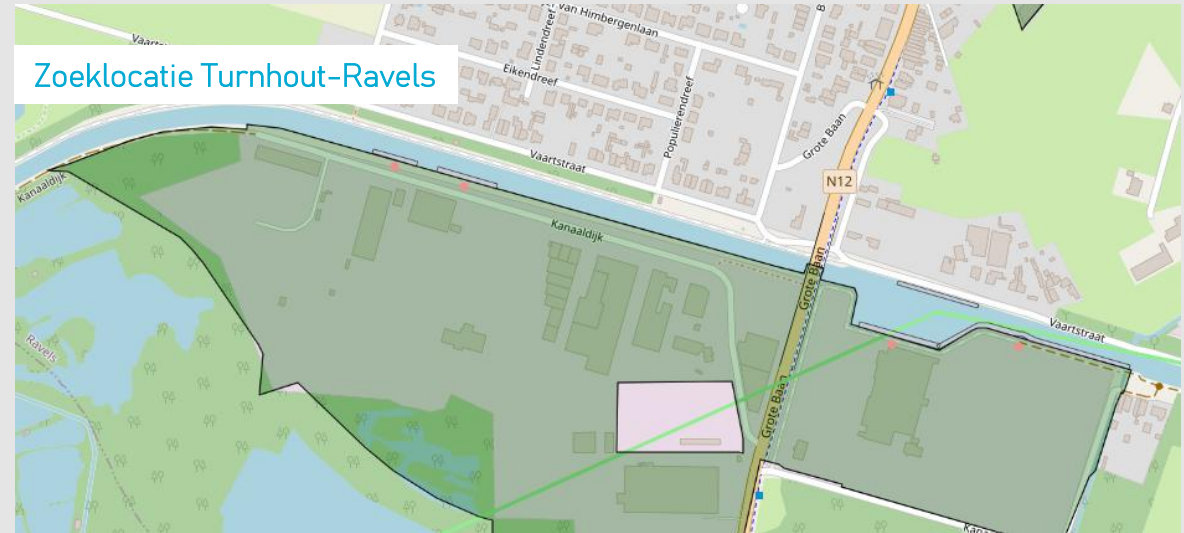 van Himbergenlaan
Lindendreef
Zoeklocatie Turnhout-Ravels
Eikendreef
Populierendreef
Grote Baan
Vaartstraat
N12
Kanaaldijk
Kanaaldijk
Grote Baan
Vaartstraat
Ravels
Grote Baan